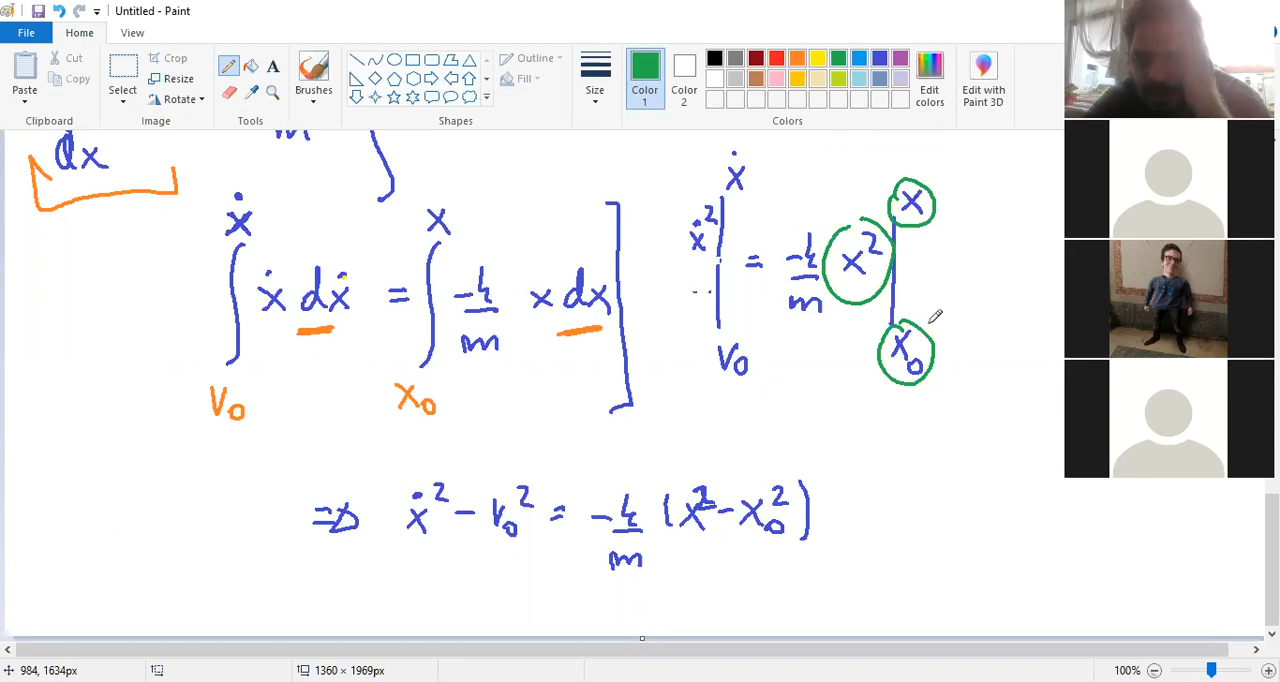 Untitled - Paint
File Home View
Paste Cut Copy Clipboard
Select Crop Resize Rotate Image
A Tools
Brushes
Outline Fill Shapes
Size
Color 1 Color 2 Edit colors Colors
Edit with Paint 3D
dx
m
∫_{v₀}^{ẋ} ẋ dẋ = ∫_{x₀}^{x} -k/m x dx ]
ẋ² |_{v₀}^{ẋ} = -k/m x² |_{x₀}^{x}
⇒ ẋ² - v₀² = -k/m (x² - x₀²)
984, 1634px 1360 × 1969px 100%